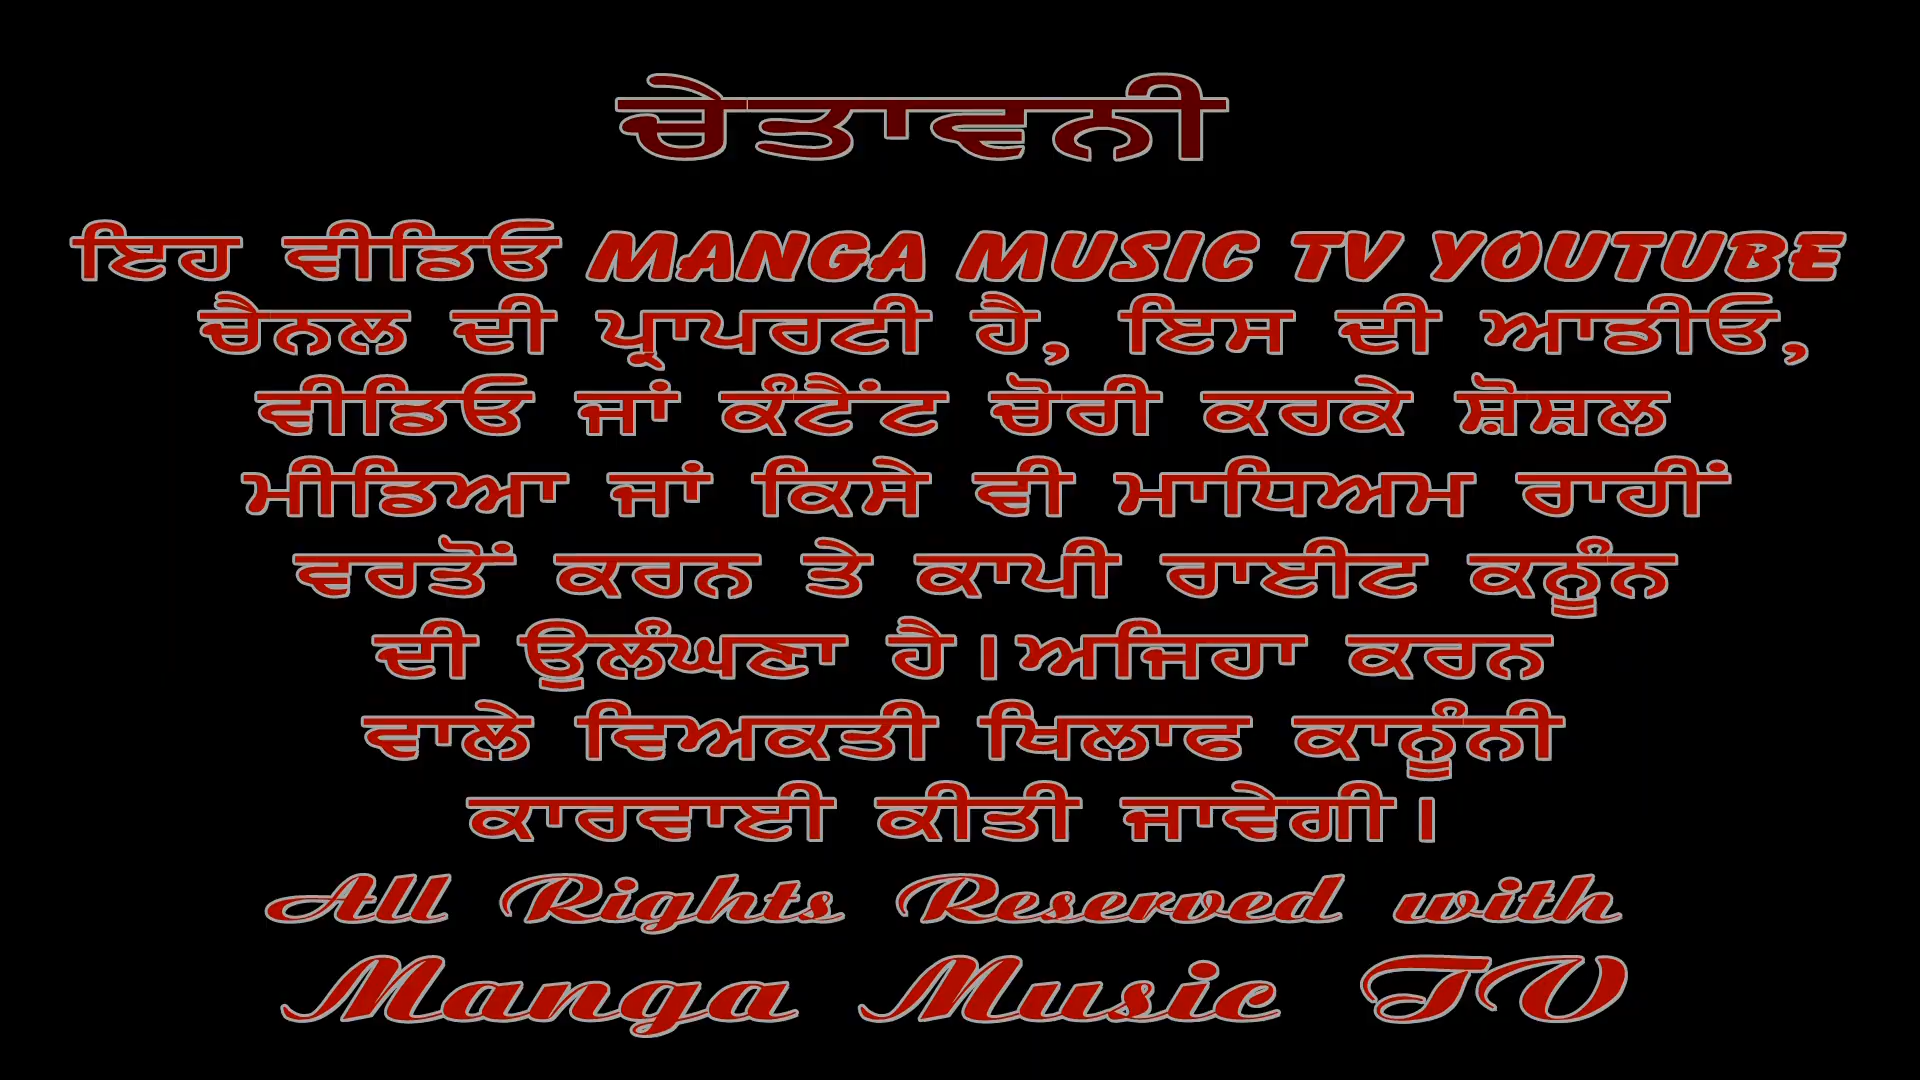 ਚੇਤਾਵਨੀ
ਇਹ ਵੀਡਿਓ MANGA MUSIC TV YOUTUBE
ਚੈਨਲ ਦੀ ਪ੍ਰਾਪਰਟੀ ਹੈ, ਇਸ ਦੀ ਆਡੀਓ,
ਵੀਡਿਓ ਜਾਂ ਕੰਟੈਂਟ ਚੋਰੀ ਕਰਕੇ ਸ਼ੋਸ਼ਲ
ਮੀਡਿਆ ਜਾਂ ਕਿਸੇ ਵੀ ਮਾਧਿਅਮ ਰਾਹੀਂ
ਵਰਤੋਂ ਕਰਨ ਤੇ ਕਾਪੀ ਰਾਈਟ ਕਨੂੰਨ
ਦੀ ਉਲੰਘਣਾ ਹੈ।ਅਜਿਹਾ ਕਰਨ
ਵਾਲੇ ਵਿਅਕਤੀ ਖਿਲਾਫ ਕਾਨੂੰਨੀ
ਕਾਰਵਾਈ ਕੀਤੀ ਜਾਵੇਗੀ।
All Rights Reserved with
Manga Music TV